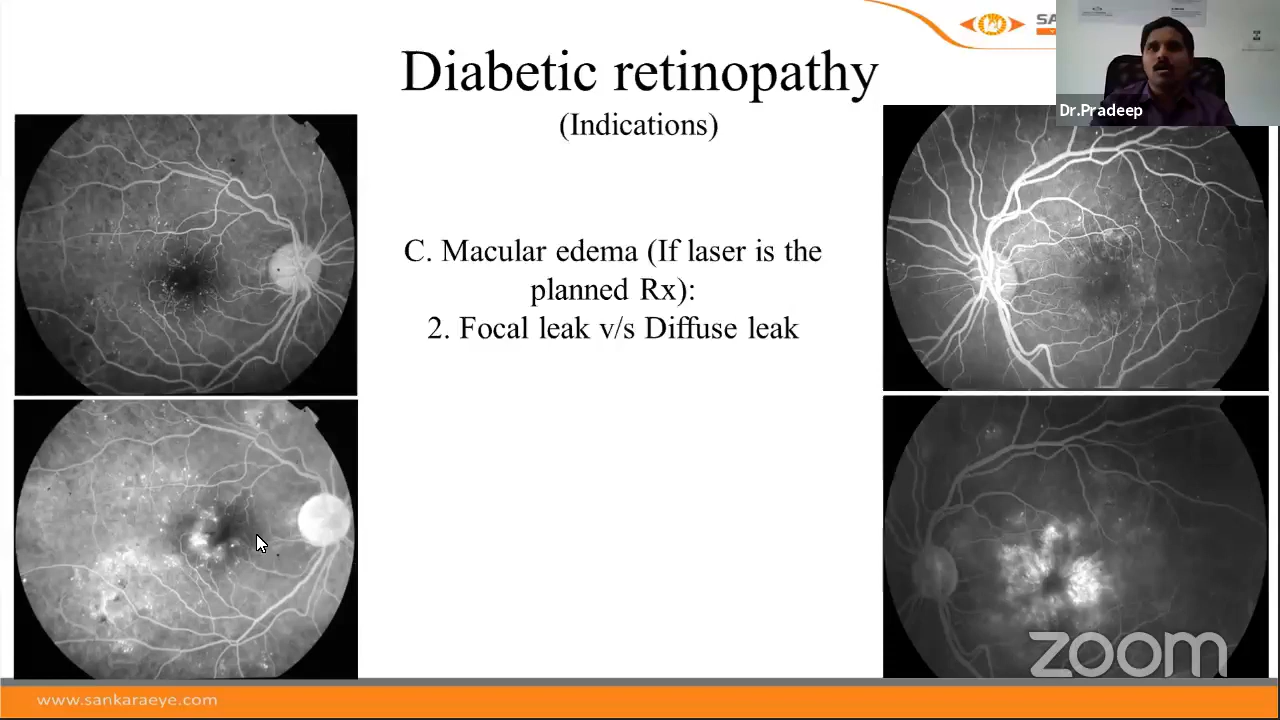 Diabetic retinopathy
(Indications)
SA
Dr.Pradeep
C. Macular edema (If laser is the
planned Rx):
2. Focal leak v/s Diffuse leak
zoom
www.sankaraeye.com